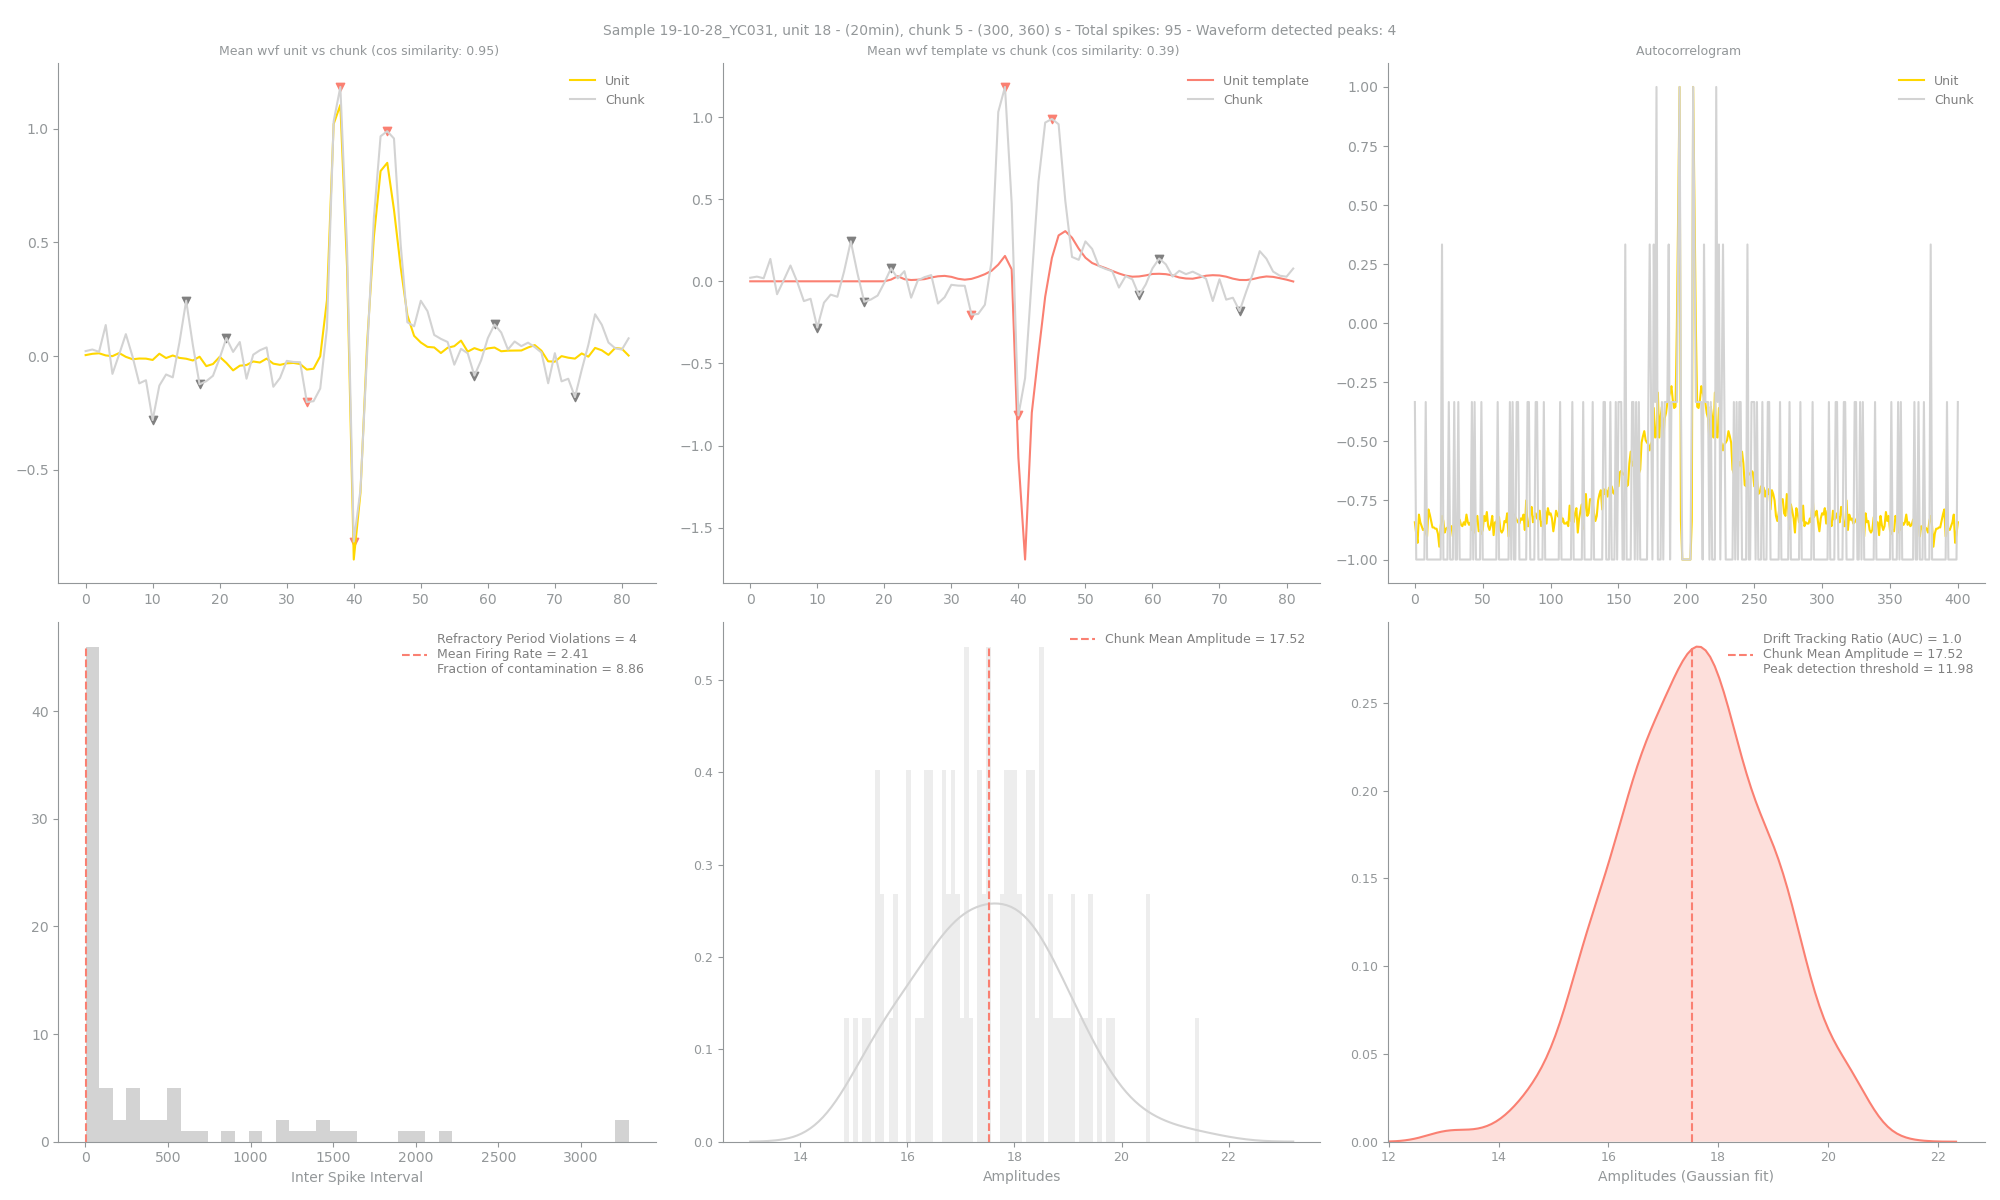 Sample 19-10-28_YC031, unit 18 - (20min), chunk 5 - (300, 360) s - Total spikes: 95 - Waveform detected peaks: 4
Mean wvf unit vs chunk (cos similarity: 0.95)
Unit
Chunk
1.0
0.5
0.0
−0.5
0 10 20 30 40 50 60 70 80
Mean wvf template vs chunk (cos similarity: 0.39)
Unit template
Chunk
1.0
0.5
0.0
−0.5
−1.0
−1.5
0 10 20 30 40 50 60 70 80
Autocorrelogram
Unit
Chunk
1.00
0.75
0.50
0.25
0.00
−0.25
−0.50
−0.75
−1.00
0 50 100 150 200 250 300 350 400
Refractory Period Violations = 4
Mean Firing Rate = 2.41
Fraction of contamination = 8.86
40
30
20
10
0
0 500 1000 1500 2000 2500 3000
Inter Spike Interval
Chunk Mean Amplitude = 17.52
0.5
0.4
0.3
0.2
0.1
0.0
14 16 18 20 22
Amplitudes
Drift Tracking Ratio (AUC) = 1.0
Chunk Mean Amplitude = 17.52
Peak detection threshold = 11.98
0.25
0.20
0.15
0.10
0.05
0.00
12 14 16 18 20 22
Amplitudes (Gaussian fit)